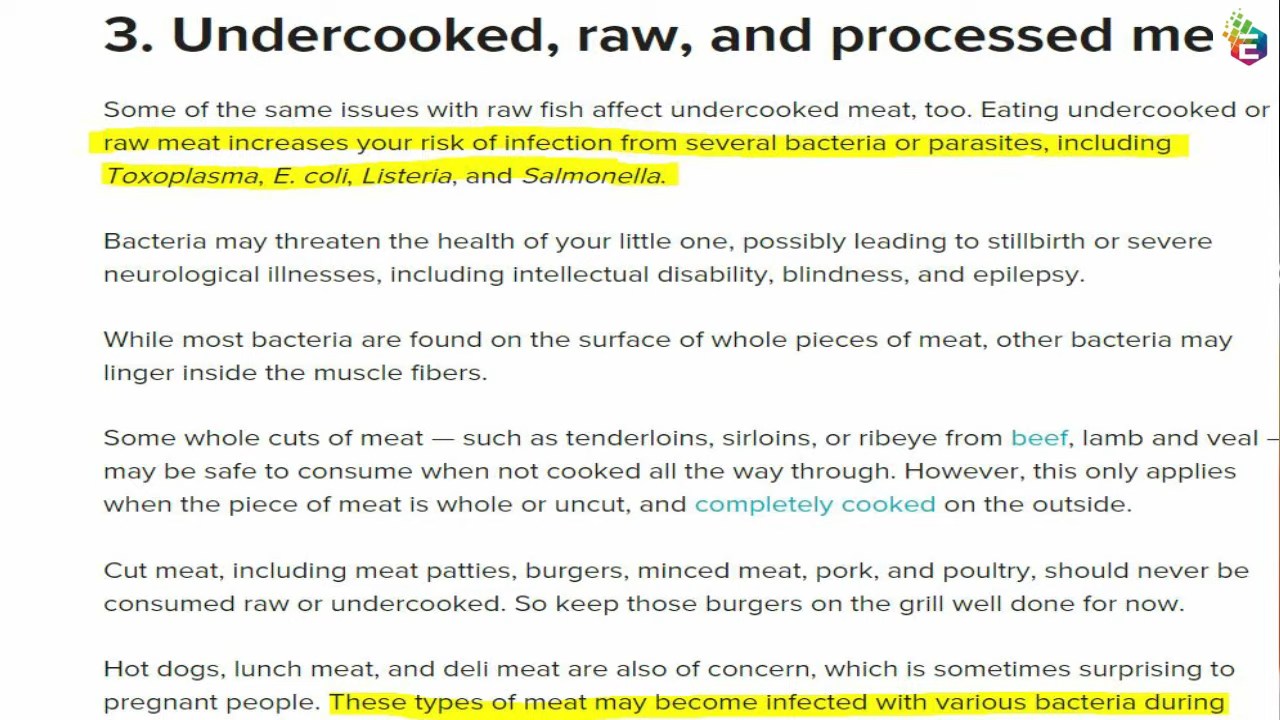 3. Undercooked, raw, and processed me
E
Some of the same issues with raw fish affect undercooked meat, too. Eating undercooked or
raw meat increases your risk of infection from several bacteria or parasites, including
Toxoplasma, E. coli, Listeria, and Salmonella.
Bacteria may threaten the health of your little one, possibly leading to stillbirth or severe
neurological illnesses, including intellectual disability, blindness, and epilepsy.
While most bacteria are found on the surface of whole pieces of meat, other bacteria may
linger inside the muscle fibers.
Some whole cuts of meat — such as tenderloins, sirloins, or ribeye from beef, lamb and veal –
may be safe to consume when not cooked all the way through. However, this only applies
when the piece of meat is whole or uncut, and completely cooked on the outside.
Cut meat, including meat patties, burgers, minced meat, pork, and poultry, should never be
consumed raw or undercooked. So keep those burgers on the grill well done for now.
Hot dogs, lunch meat, and deli meat are also of concern, which is sometimes surprising to
pregnant people. These types of meat may become infected with various bacteria during